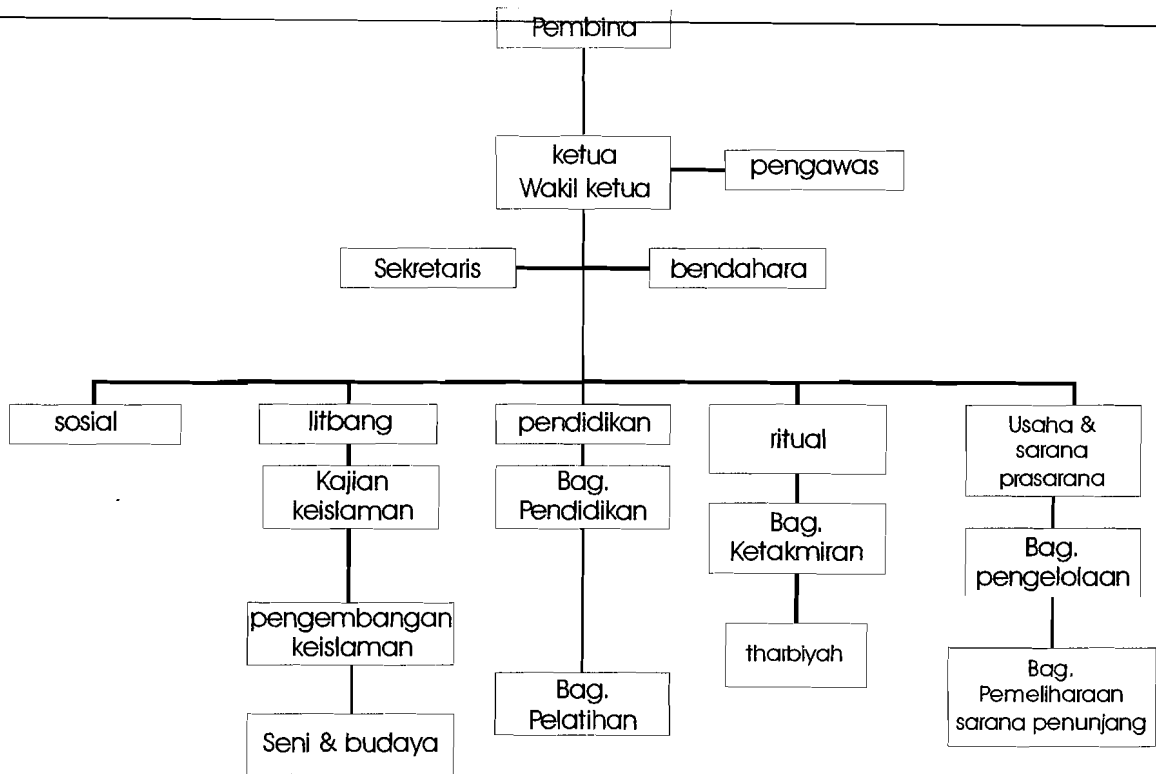 Pembina
ketua
Wakil ketua
pengawas
Sekretaris
bendahara
sosial
litbang
pendidikan
ritual
Usaha &
sarana
prasarana
Kajian
keislaman
Bag.
Pendidikan
Bag.
Ketakmiran
Bag.
pengelolaan
pengembangan
keislaman
tharbiyah
Bag.
Pelatihan
Bag.
Pemeliharaan
sarana penunjang
Seni & budaya